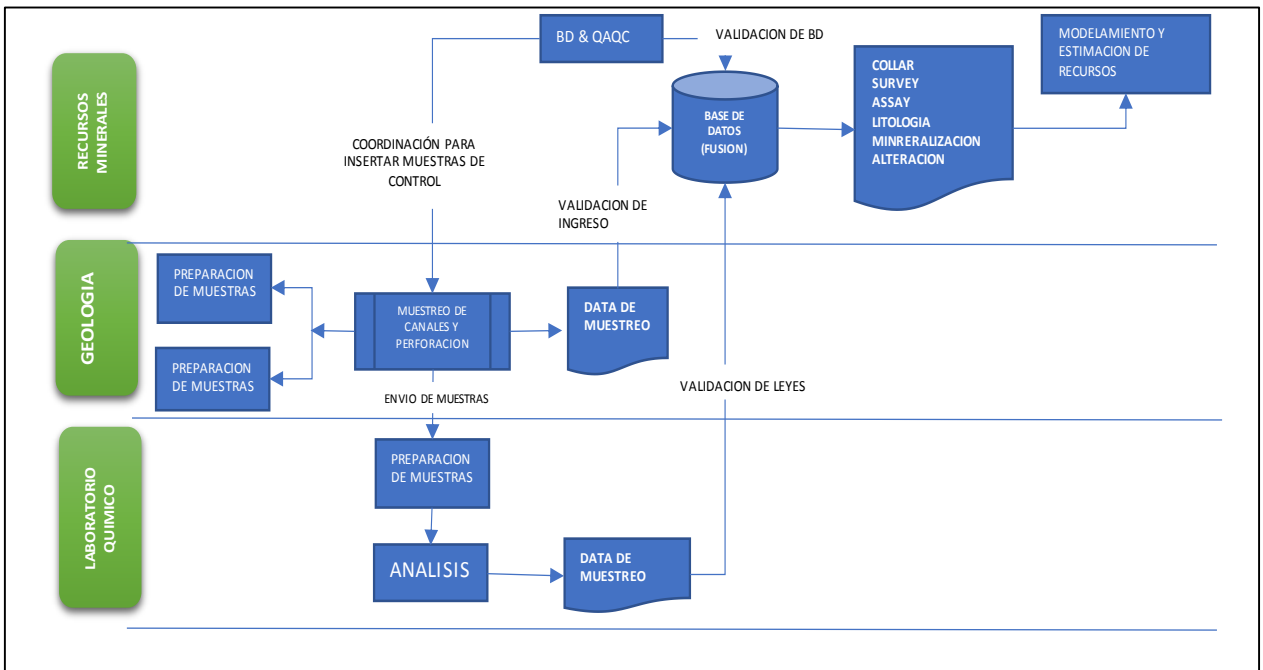 RECURSOS
MINERALES
BD & QAQC
VALIDACION DE BD
MODELAMIENTO Y
ESTIMACION DE
RECURSOS
COLLAR
SURVEY
ASSAY
LITOLOGIA
MINRERALIZACION
ALTERACION
BASE DE
DATOS
(FUSION)
COORDINACIÓN PARA
INSERTAR MUESTRAS DE
CONTROL
VALIDACION DE
INGRESO
GEOLOGIA
PREPARACION
DE MUESTRAS
PREPARACION
DE MUESTRAS
MUESTREO DE
CANALES Y
PERFORACION
DATA DE
MUESTREO
ENVIO DE MUESTRAS
VALIDACION DE LEYES
LABORATORIO
QUIMICO
PREPARACION
DE MUESTRAS
ANALISIS
DATA DE
MUESTREO